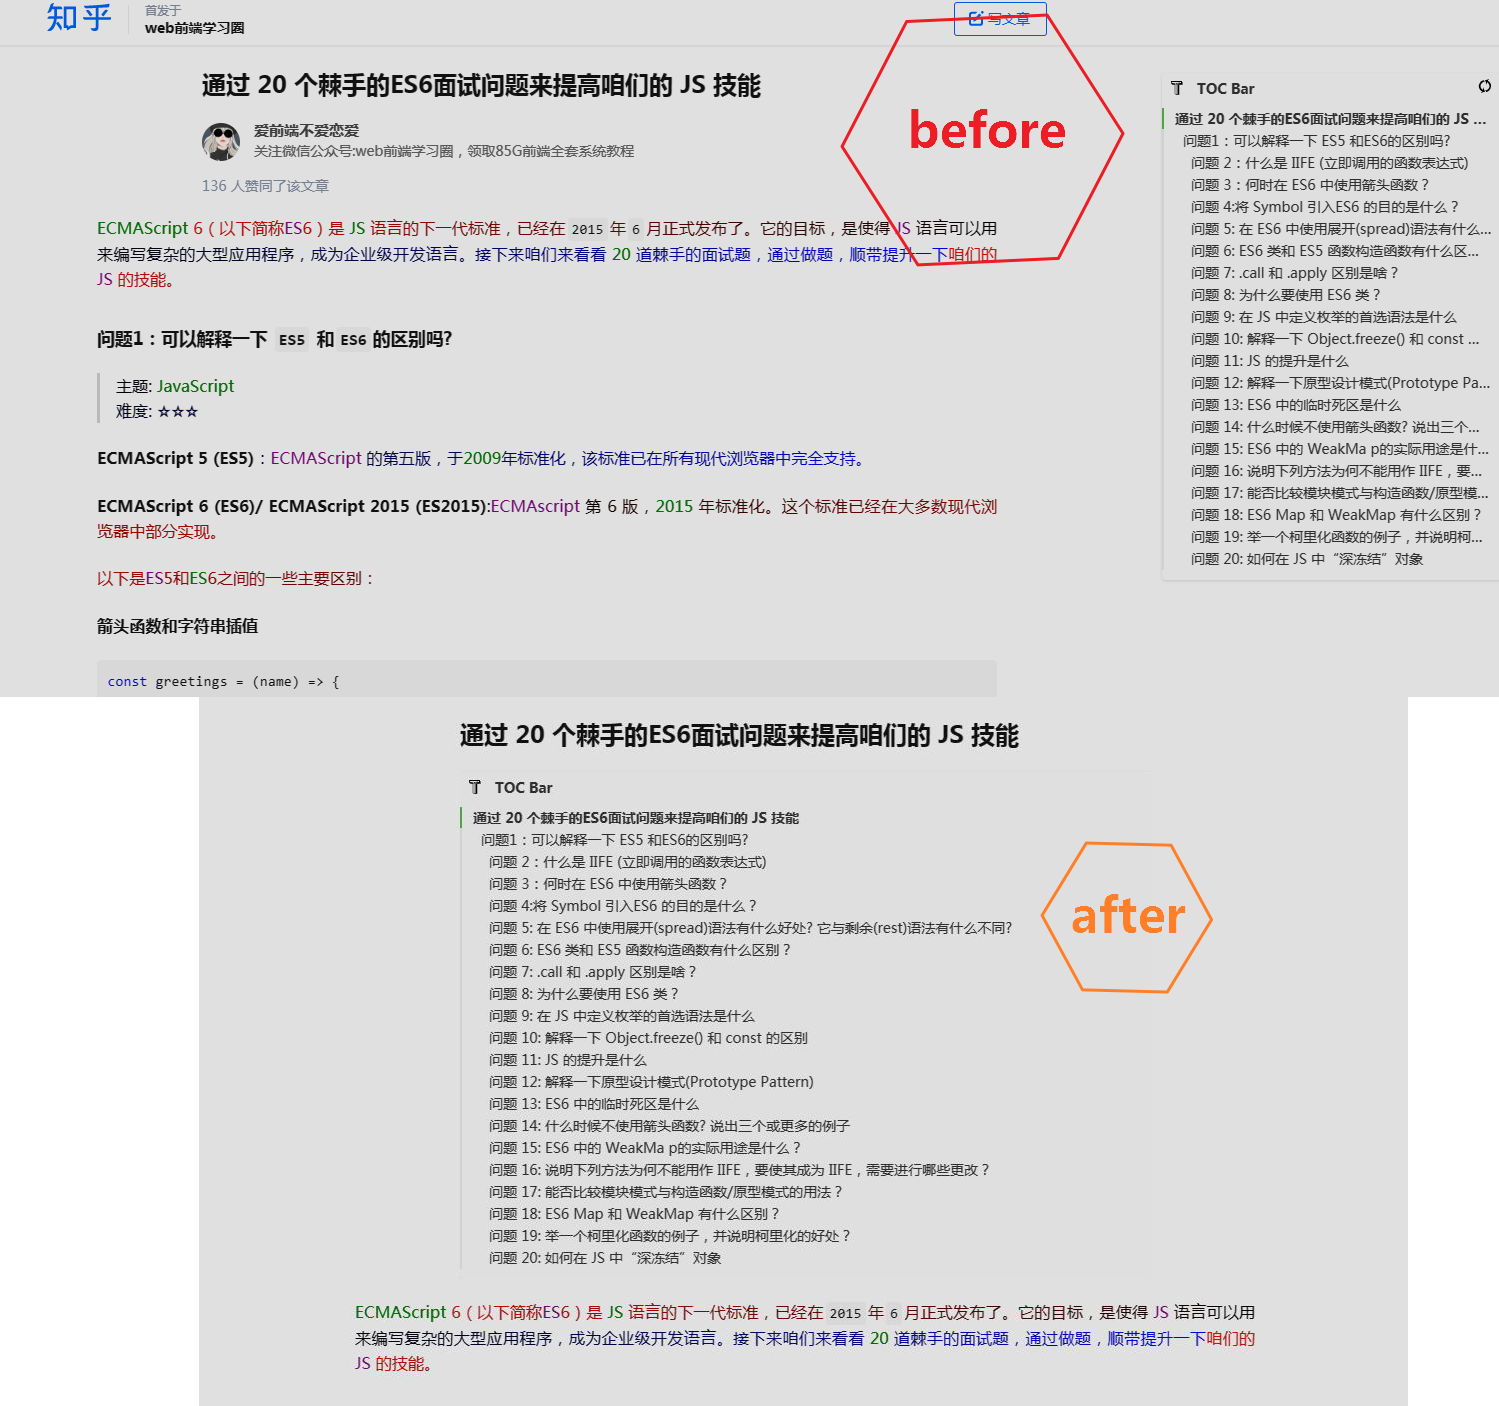 知乎
首发于
web前端学习圈
写文章
通过 20 个棘手的ES6面试问题来提高咱们的 JS 技能
爱前端不爱恋爱
关注微信公众号:web前端学习圈，领取85G前端全套系统教程
136 人赞同了该文章
before
ECMAScript 6（以下简称ES6）是 JS 语言的下一代标准，已经在 2015 年 6 月正式发布了。它的目标，是使得 JS 语言可以用
来编写复杂的大型应用程序，成为企业级开发语言。接下来咱们来看看 20 道棘手的面试题，通过做题，顺带提升一下咱们的
JS 的技能。
问题1：可以解释一下 ES5 和 ES6 的区别吗?
主题: JavaScript
难度: ☆☆☆
ECMAScript 5 (ES5)：ECMAScript 的第五版，于2009年标准化，该标准已在所有现代浏览器中完全支持。
ECMAScript 6 (ES6)/ ECMAScript 2015 (ES2015):ECMAscript 第 6 版，2015 年标准化。这个标准已经在大多数现代浏
览器中部分实现。
以下是ES5和ES6之间的一些主要区别：
箭头函数和字符串插值
const greetings = (name) => {
TOC Bar
通过 20 个棘手的ES6面试问题来提高咱们的 JS ...
问题1：可以解释一下 ES5 和ES6的区别吗?
问题 2：什么是 IIFE (立即调用的函数表达式)
问题 3：何时在 ES6 中使用箭头函数？
问题 4:将 Symbol 引入ES6 的目的是什么？
问题 5: 在 ES6 中使用展开(spread)语法有什么...
问题 6: ES6 类和 ES5 函数构造函数有什么区...
问题 7: .call 和 .apply 区别是啥？
问题 8: 为什么要使用 ES6 类？
问题 9: 在 JS 中定义枚举的首选语法是什么
问题 10: 解释一下 Object.freeze() 和 const ...
问题 11: JS 的提升是什么
问题 12: 解释一下原型设计模式(Prototype Pa...
问题 13: ES6 中的临时死区是什么
问题 14: 什么时候不使用箭头函数? 说出三个...
问题 15: ES6 中的 WeakMa p的实际用途是什...
问题 16: 说明下列方法为何不能用作 IIFE，要...
问题 17: 能否比较模块模式与构造函数/原型模...
问题 18: ES6 Map 和 WeakMap 有什么区别？
问题 19: 举一个柯里化函数的例子，并说明柯...
问题 20: 如何在 JS 中“深冻结”对象
通过 20 个棘手的ES6面试问题来提高咱们的 JS 技能
TOC Bar
通过 20 个棘手的ES6面试问题来提高咱们的 JS 技能
问题1：可以解释一下 ES5 和ES6的区别吗?
问题 2：什么是 IIFE (立即调用的函数表达式)
问题 3：何时在 ES6 中使用箭头函数？
问题 4:将 Symbol 引入ES6 的目的是什么？
问题 5: 在 ES6 中使用展开(spread)语法有什么好处? 它与剩余(rest)语法有什么不同?
问题 6: ES6 类和 ES5 函数构造函数有什么区别？
问题 7: .call 和 .apply 区别是啥？
问题 8: 为什么要使用 ES6 类？
问题 9: 在 JS 中定义枚举的首选语法是什么
问题 10: 解释一下 Object.freeze() 和 const 的区别
问题 11: JS 的提升是什么
问题 12: 解释一下原型设计模式(Prototype Pattern)
问题 13: ES6 中的临时死区是什么
问题 14: 什么时候不使用箭头函数? 说出三个或更多的例子
问题 15: ES6 中的 WeakMa p的实际用途是什么？
问题 16: 说明下列方法为何不能用作 IIFE，要使其成为 IIFE，需要进行哪些更改？
问题 17: 能否比较模块模式与构造函数/原型模式的用法？
问题 18: ES6 Map 和 WeakMap 有什么区别？
问题 19: 举一个柯里化函数的例子，并说明柯里化的好处？
问题 20: 如何在 JS 中“深冻结”对象
after
ECMAScript 6（以下简称ES6）是 JS 语言的下一代标准，已经在 2015 年 6 月正式发布了。它的目标，是使得 JS 语言可以用
来编写复杂的大型应用程序，成为企业级开发语言。接下来咱们来看看 20 道棘手的面试题，通过做题，顺带提升一下咱们的
JS 的技能。